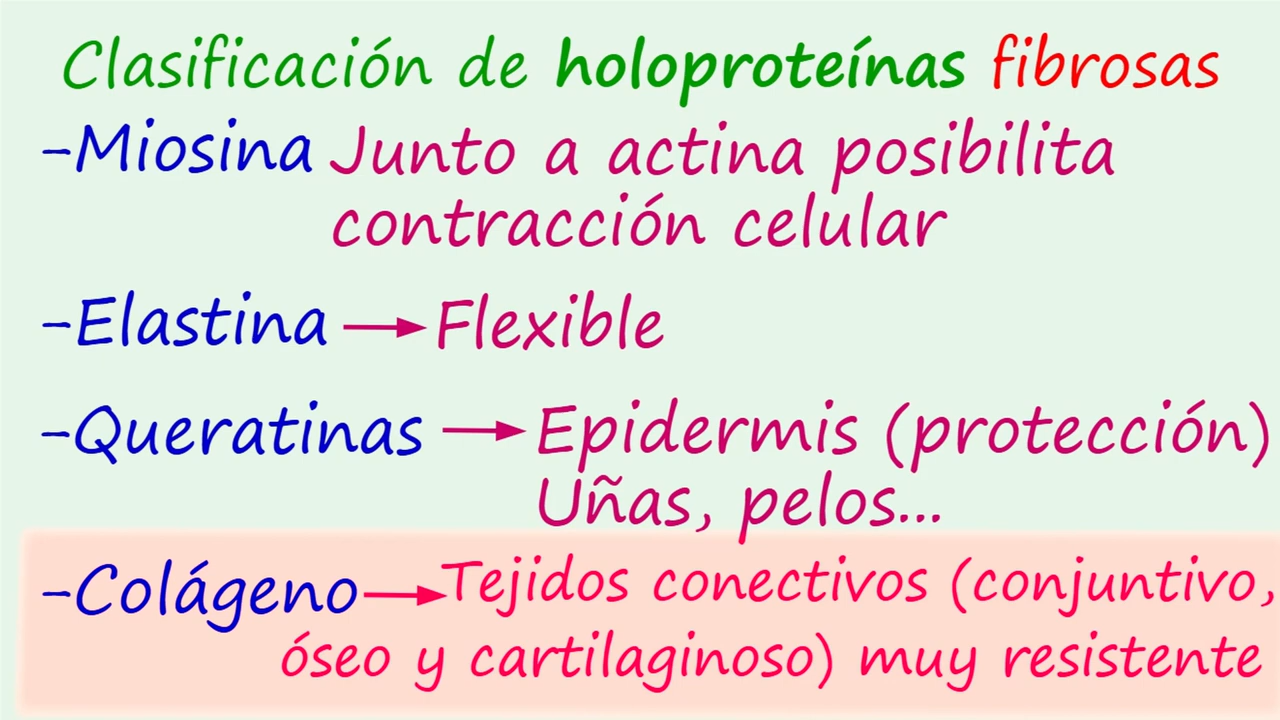 Clasificación de holoproteínas fibrosas
-Miosina Junto a actina posibilita
contracción celular
-Elastina → Flexible
-Queratinas → Epidermis (protección)
Uñas, pelos...
-Colágeno → Tejidos conectivos (conjuntivo,
óseo y cartilaginoso) muy resistente